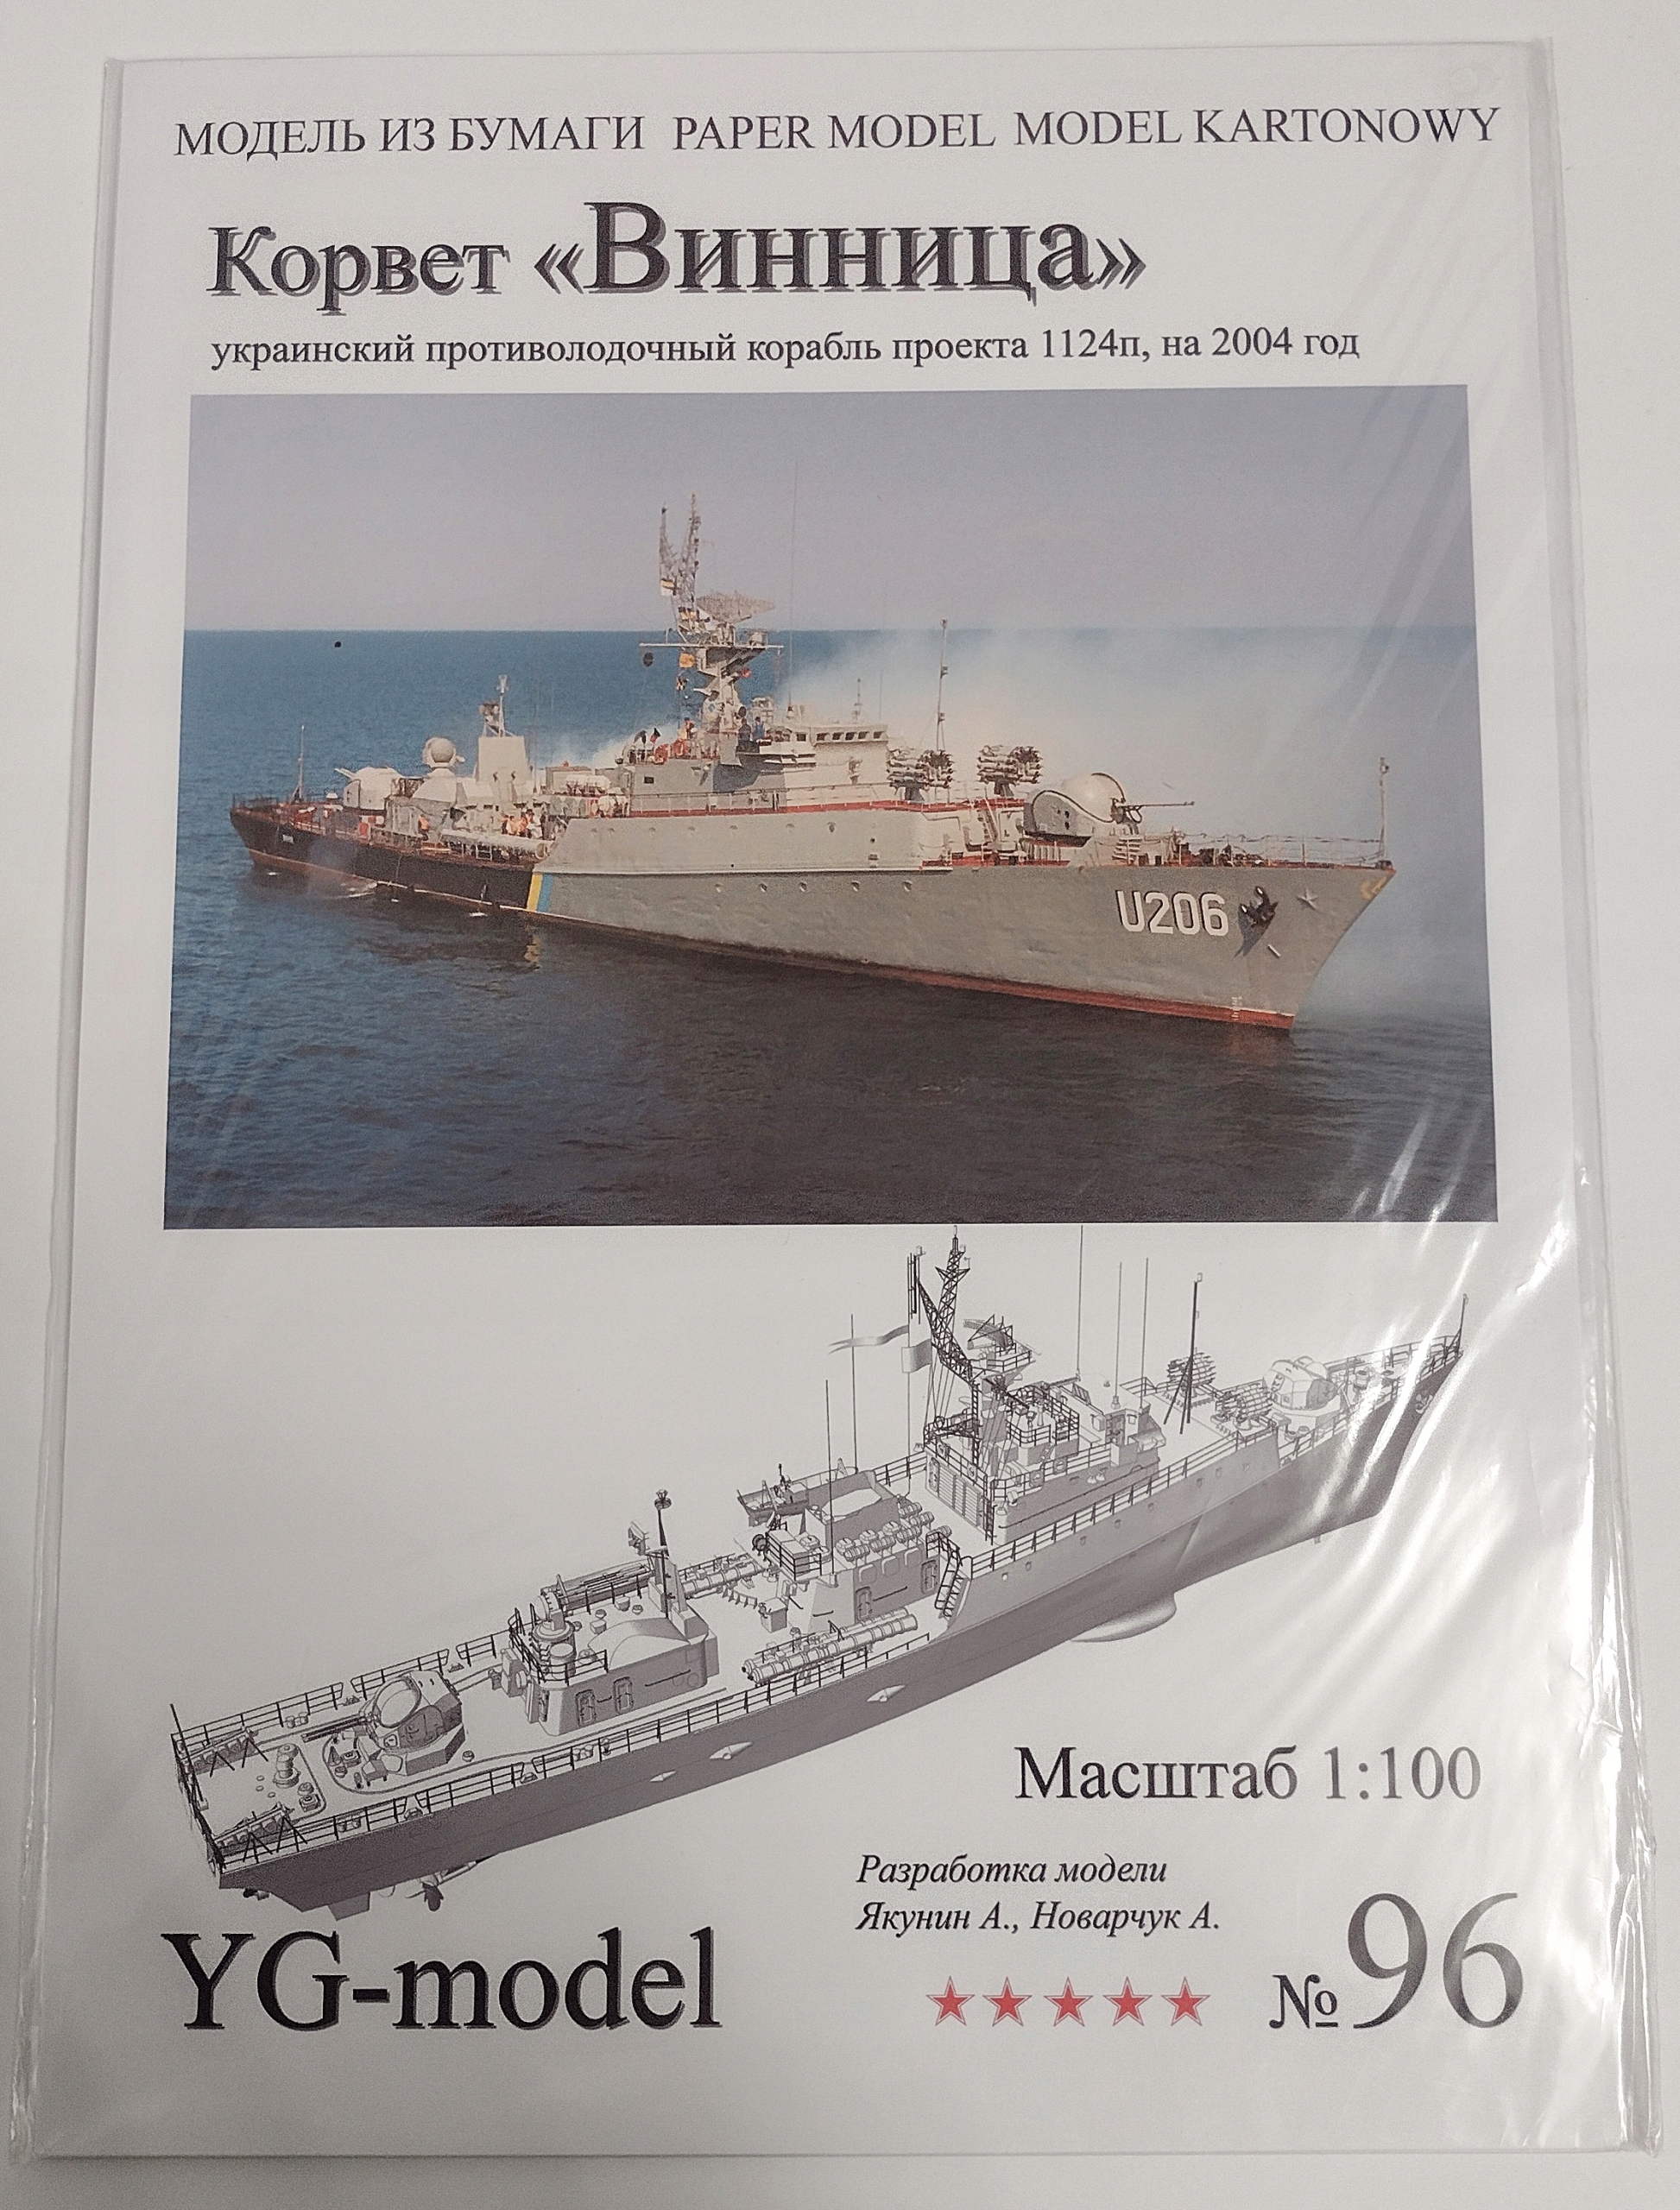 МОДЕЛЬ ИЗ БУМАГИ PAPER MODEL MODEL KARTONOWY
Корвет «Винница»
украинский противолодочный корабль проекта 1124п, на 2004 год
U206
Масштаб 1:100
Разработка модели
Якунин А., Новарчук А.
YG-model
№96